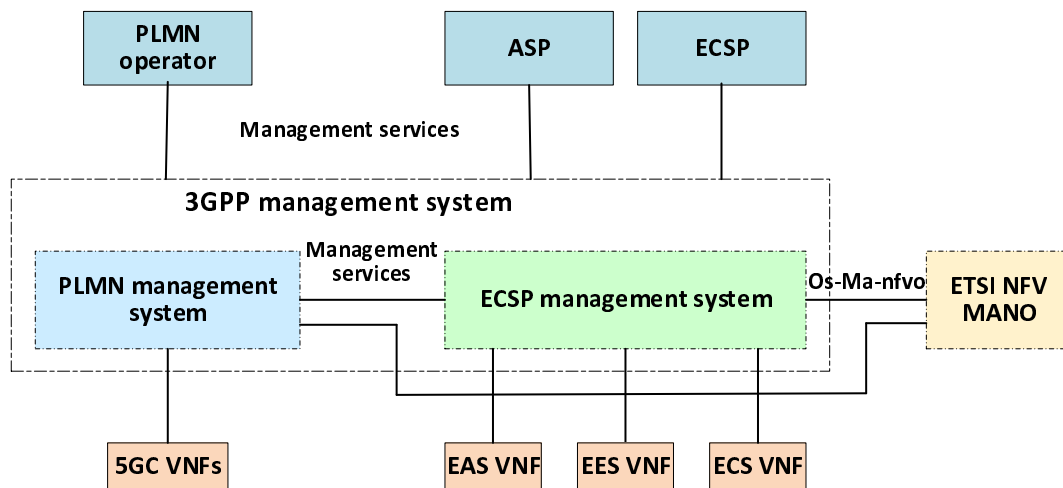 PLMN
operator
ASP
ECSP
Management services
3GPP management system
Management
services
PLMN management
system
ECSP management system
Os-Ma-nfvo
ETSI NFV
MANO
5GC VNFs
EAS VNF
EES VNF
ECS VNF